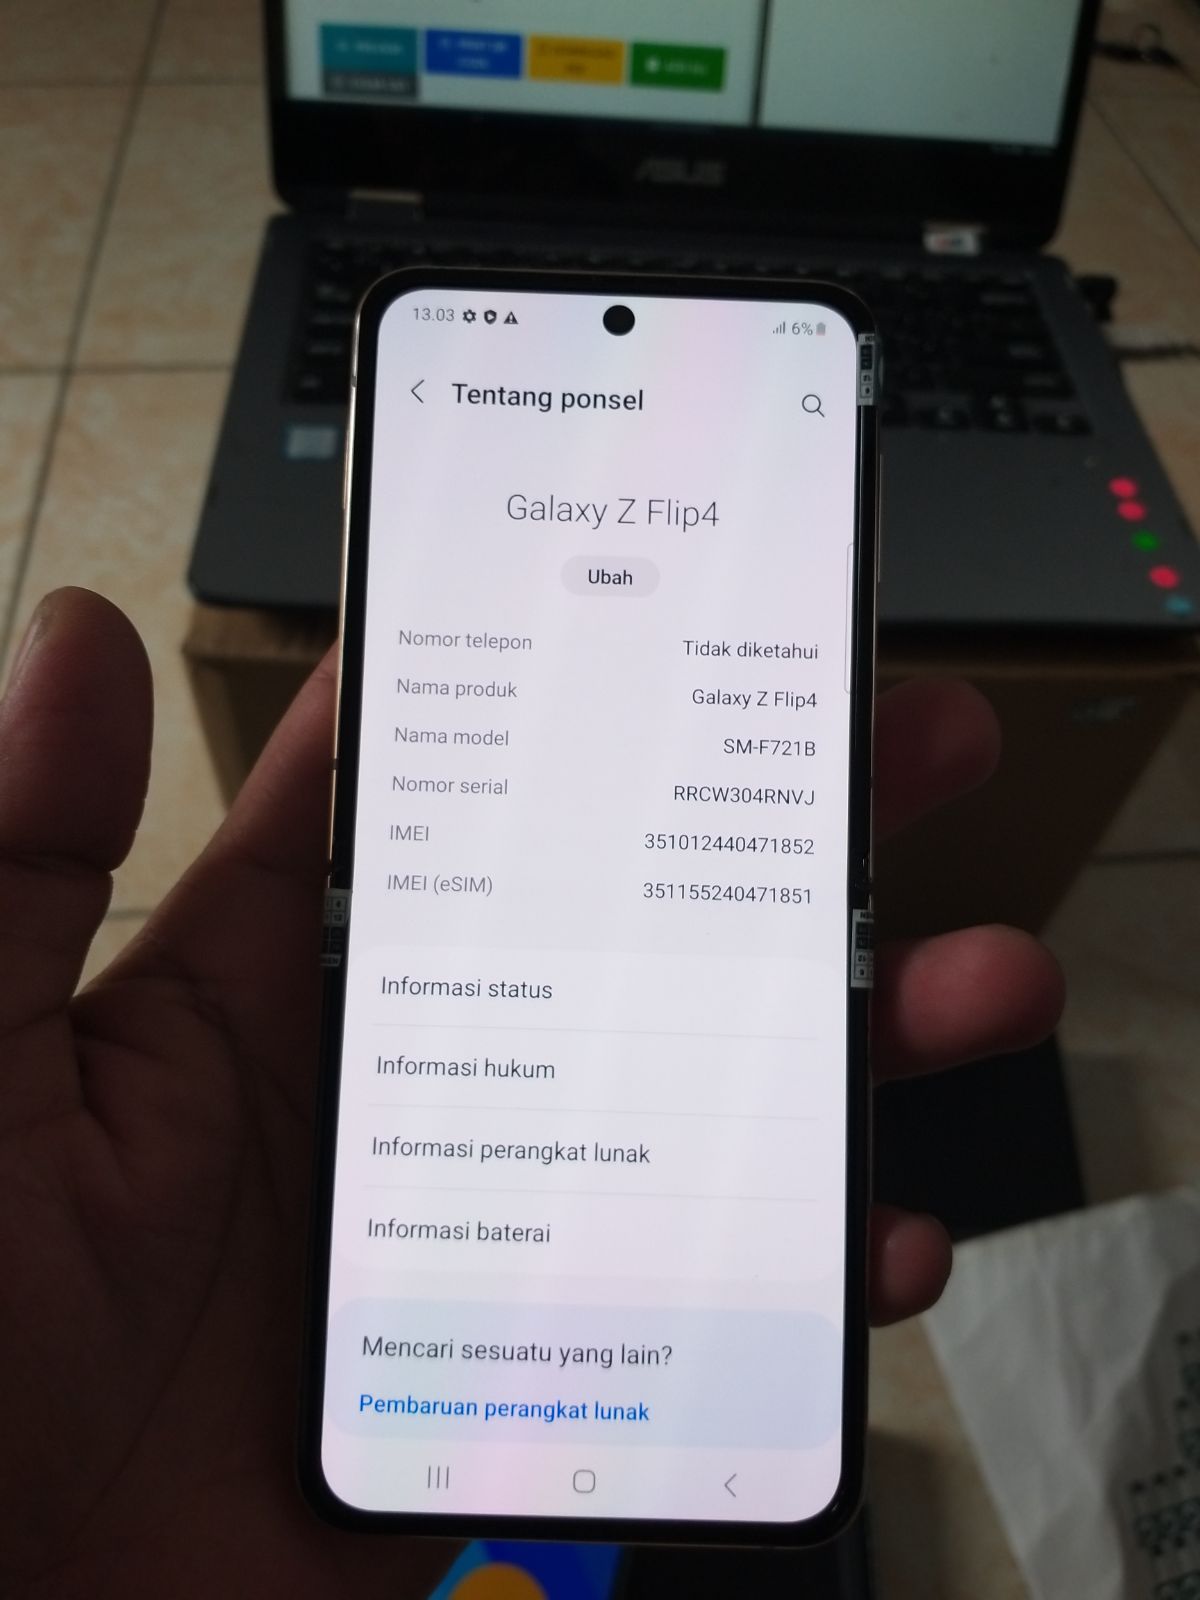 ASUS
13.03
6%
Tentang ponsel
Galaxy Z Flip4
Ubah
Nomor telepon Tidak diketahui
Nama produk Galaxy Z Flip4
Nama model SM-F721B
Nomor serial RRCW304RNVJ
IMEI 351012440471852
IMEI (eSIM) 351155240471851
Informasi status
Informasi hukum
Informasi perangkat lunak
Informasi baterai
Mencari sesuatu yang lain?
Pembaruan perangkat lunak